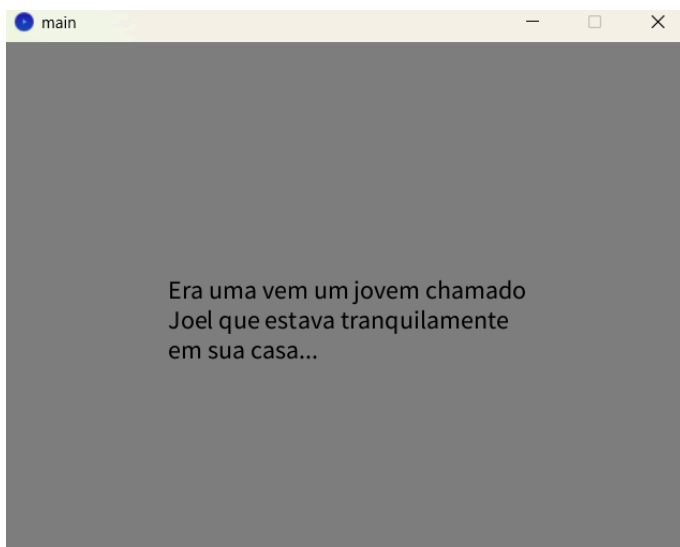 main
Era uma vem um jovem chamado
Joel que estava tranquilamente
em sua casa...